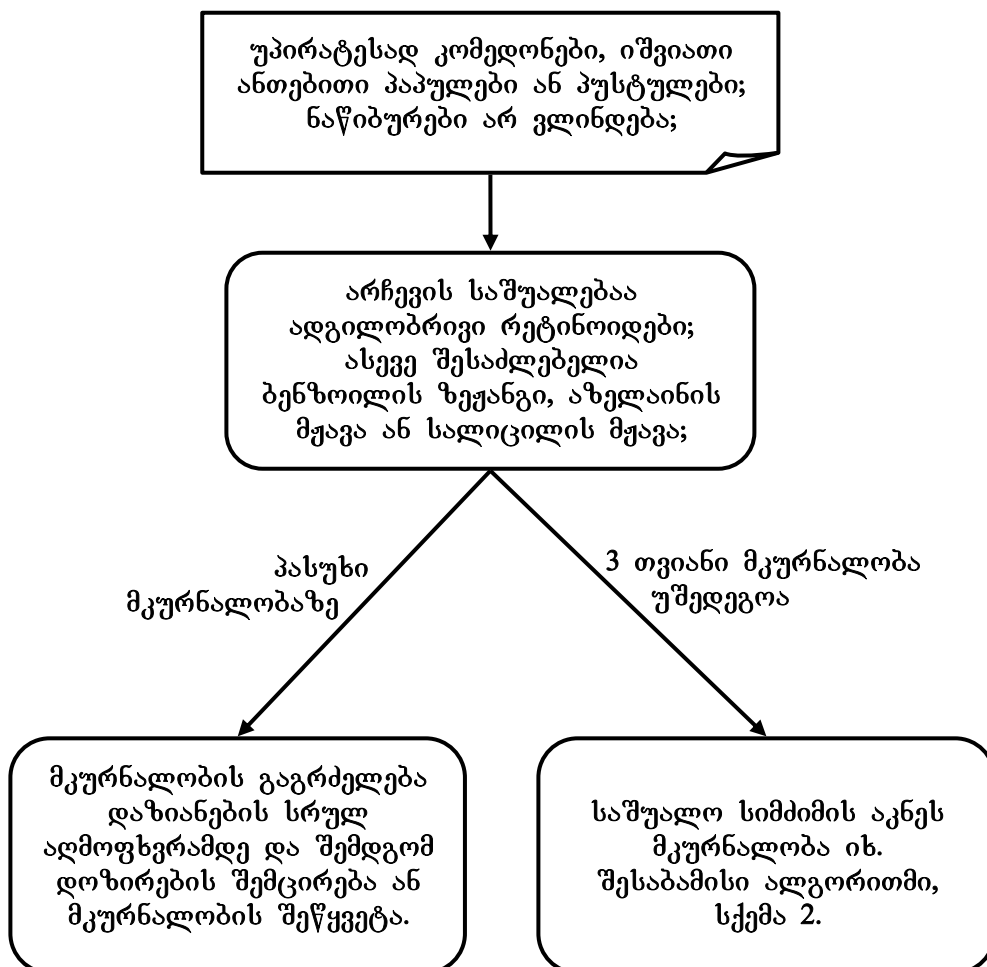 უპირატესად კომედონები, იშვიათი
ანთებითი პაპულები ან პუსტულები;
ნაწიბურები არ ვლინდება;
არჩევის საშუალებაა
ადგილობრივი რეტინოიდები;
ასევე შესაძლებელია
ბენზოილის ზეჟანგი, აზელაინის
მჟავა ან სალიცილის მჟავა;
პასუხი
მკურნალობაზე
3 თვიანი მკურნალობა
უშედეგოა
მკურნალობის გაგრძელება
დაზიანების სრულ
აღმოფხვრამდე და შემდგომ
დოზირების შემცირება ან
მკურნალობის შეწყვეტა.
საშუალო სიმძიმის აკნეს
მკურნალობა იხ.
შესაბამისი ალგორითმი,
სქემა 2.